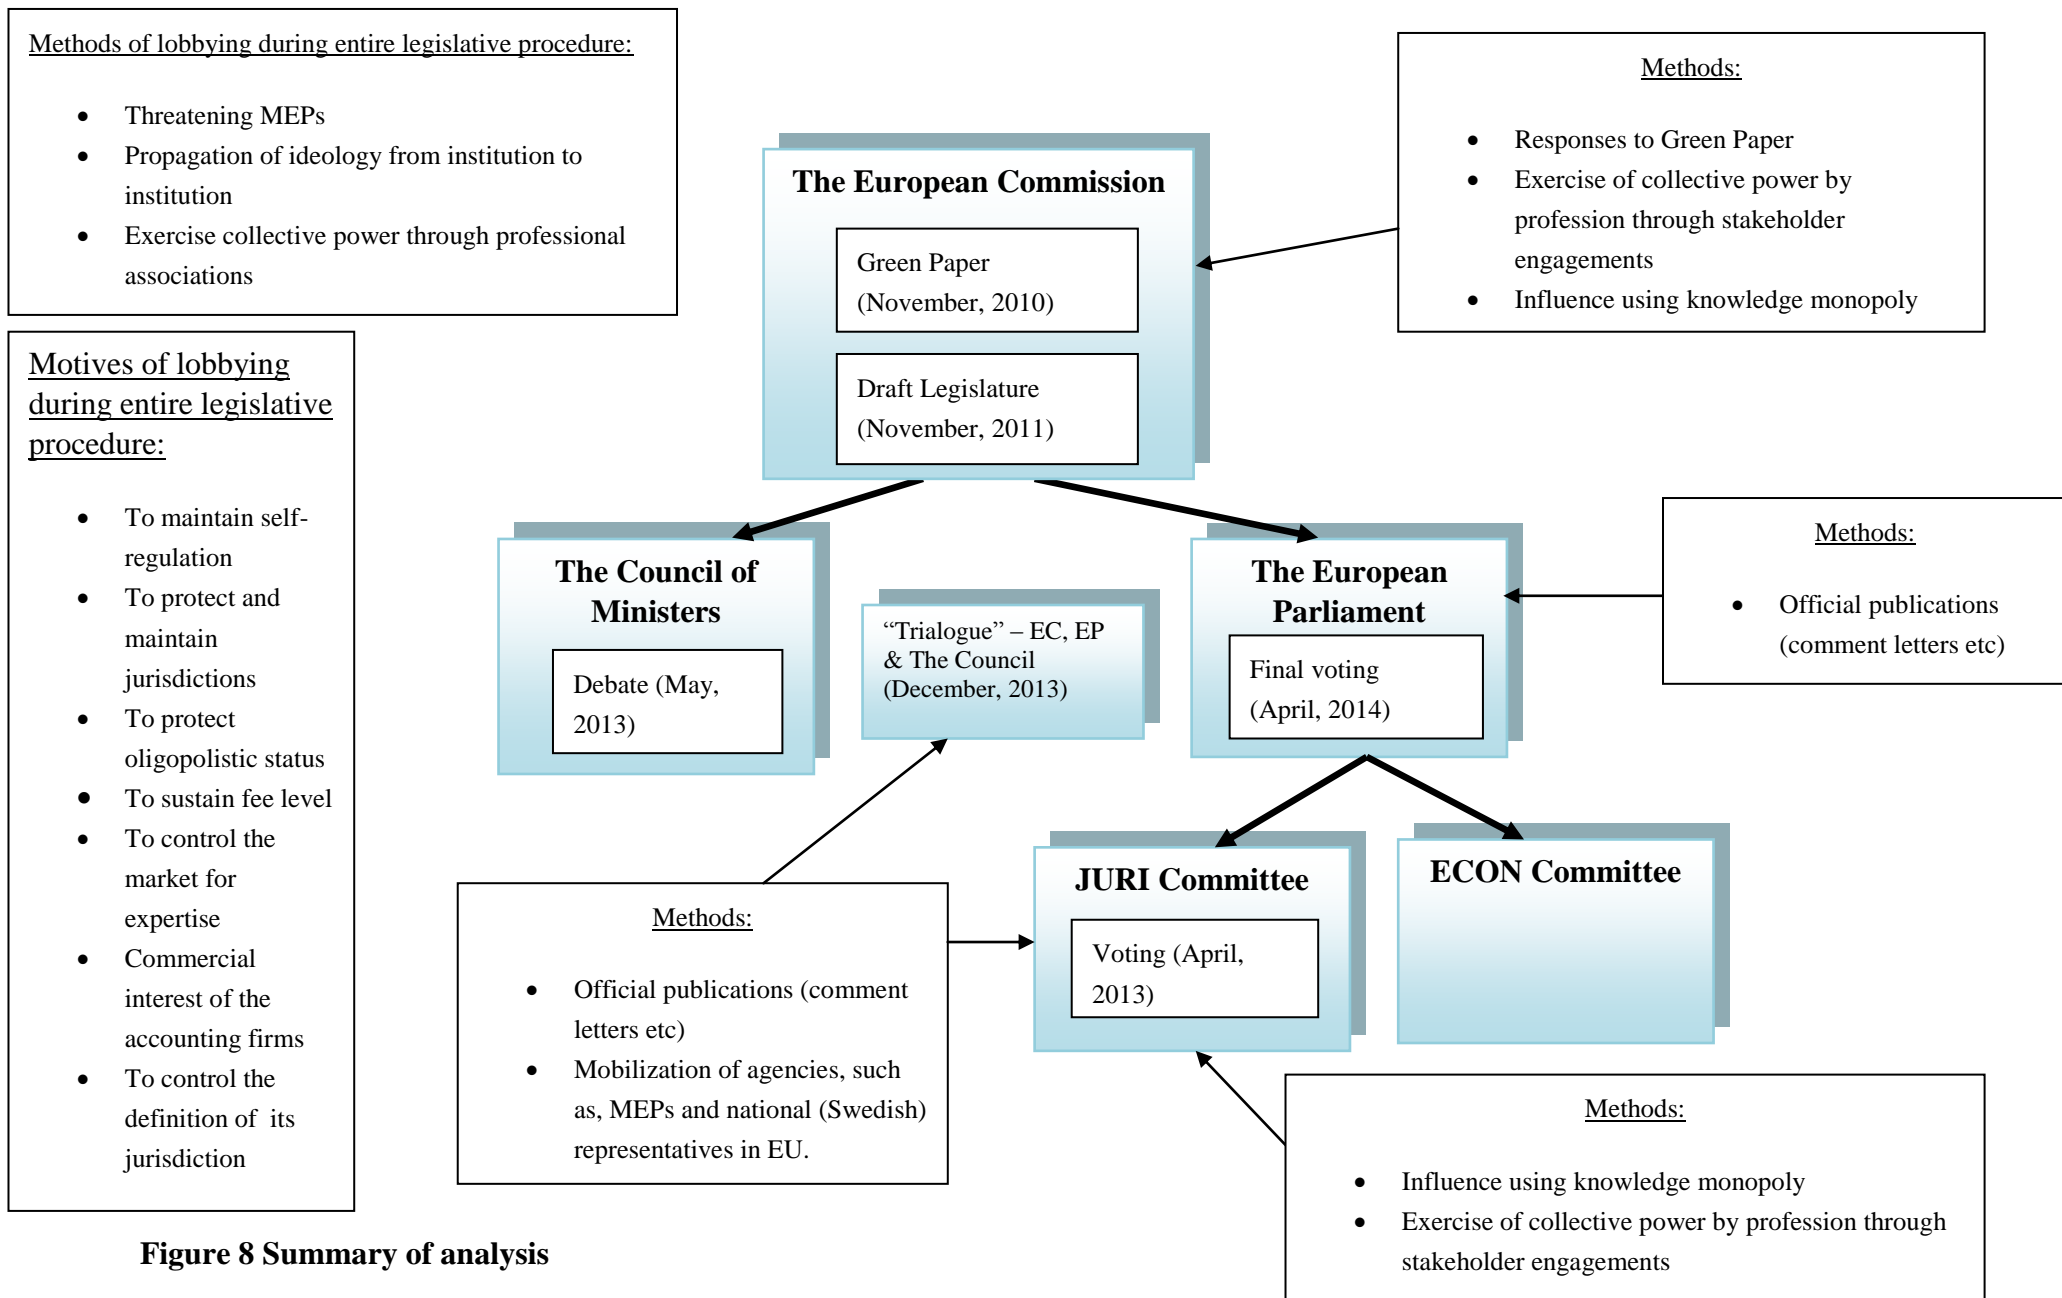 Methods of lobbying during entire legislative procedure:
• Threatening MEPs
• Propagation of ideology from institution to
institution
• Exercise collective power through professional
associations
Methods:
• Responses to Green Paper
• Exercise of collective power by
profession through stakeholder
engagements
• Influence using knowledge monopoly
The European Commission
Green Paper
(November, 2010)
Draft Legislature
(November, 2011)
Motives of lobbying
during entire legislative
procedure:
• To maintain self-
regulation
• To protect and
maintain
jurisdictions
• To protect
oligopolistic status
• To sustain fee level
• To control the
market for
expertise
• Commercial
interest of the
accounting firms
• To control the
definition of  its
jurisdiction
The Council of
Ministers
Debate (May,
2013)
“Trialogue” – EC, EP
& The Council
(December, 2013)
The European
Parliament
Final voting
(April, 2014)
Methods:
• Official publications
(comment letters etc)
JURI Committee
Voting (April,
2013)
ECON Committee
Methods:
• Official publications (comment
letters etc)
• Mobilization of agencies, such
as, MEPs and national (Swedish)
representatives in EU.
Methods:
• Influence using knowledge monopoly
• Exercise of collective power by profession through
stakeholder engagements
Figure 8 Summary of analysis